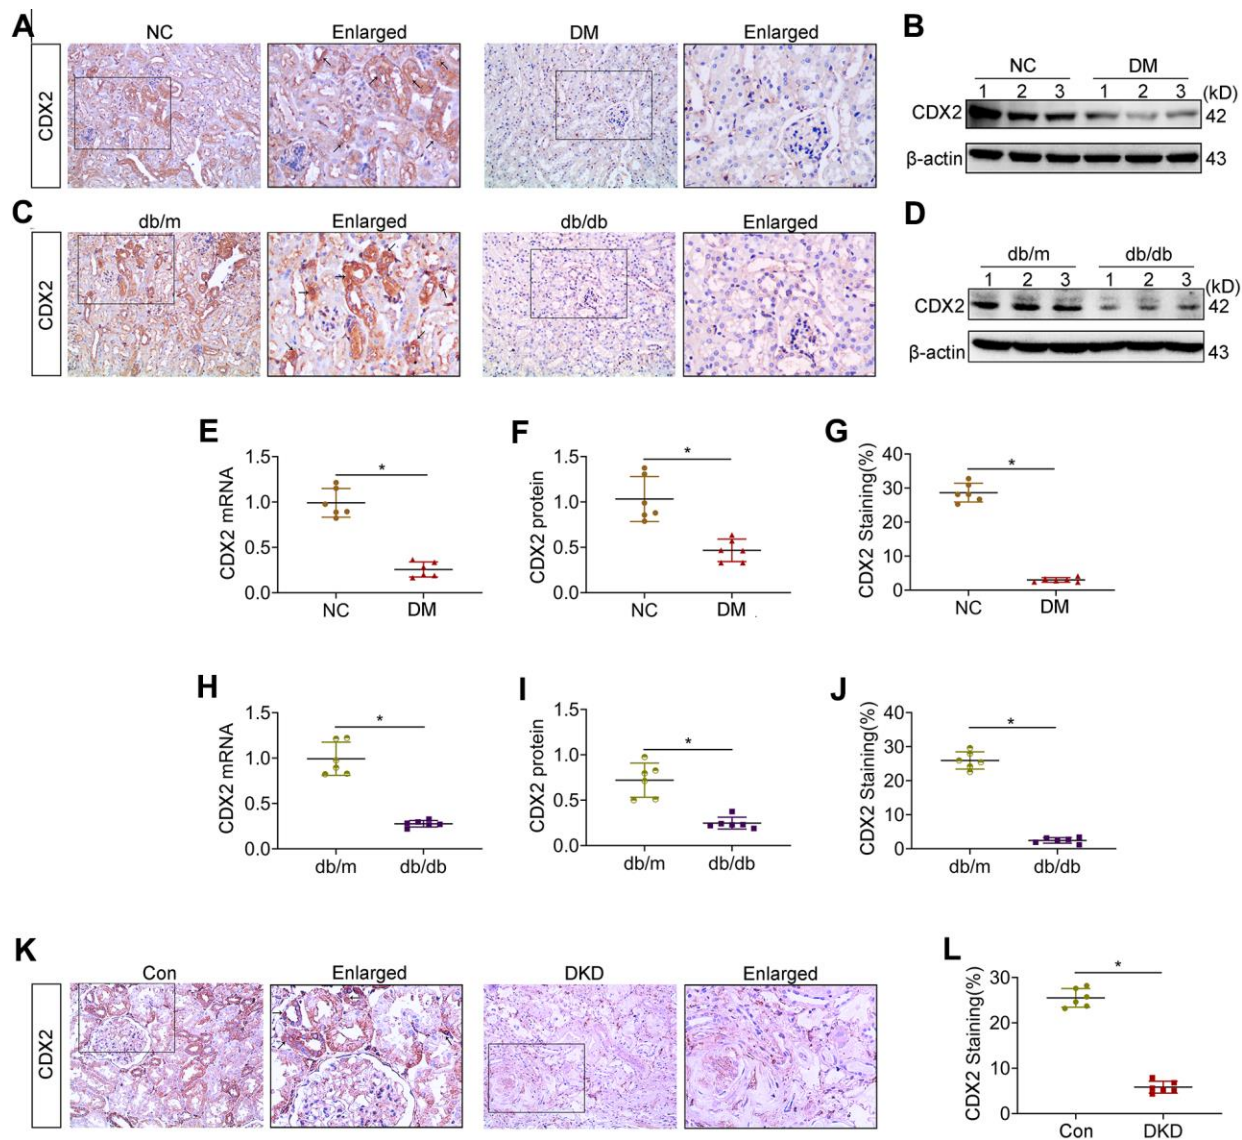 A
NC Enlarged DM Enlarged
CDX2
B
NC DM
1 2 3 1 2 3 (kD)
CDX2 42
β-actin 43
C
db/m Enlarged db/db Enlarged
CDX2
D
db/m db/db
1 2 3 1 2 3 (kD)
CDX2 42
β-actin 43
E
CDX2 mRNA
1.5
1.0
0.5
0.0
*
NC DM
F
CDX2 protein
1.5
1.0
0.5
0.0
*
NC DM
G
CDX2 Staining(%)
40
30
20
10
0
*
NC DM
H
CDX2 mRNA
1.5
1.0
0.5
0.0
*
db/m db/db
I
CDX2 protein
1.5
1.0
0.5
0.0
*
db/m db/db
J
CDX2 Staining(%)
40
30
20
10
0
*
db/m db/db
K
Con Enlarged DKD Enlarged
CDX2
L
CDX2 Staining(%)
30
20
10
0
*
Con DKD